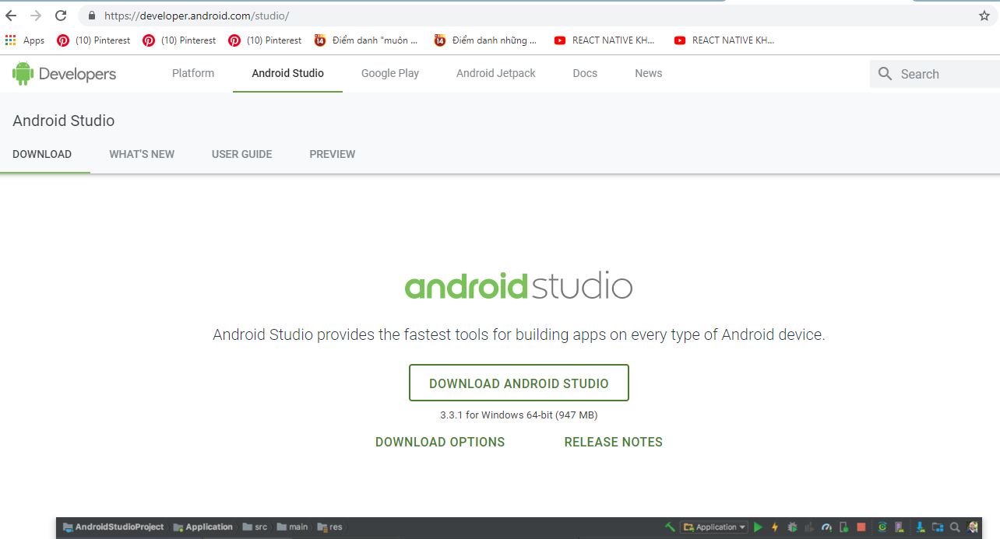 https://developer.android.com/studio/
Apps (10) Pinterest (10) Pinterest (10) Pinterest Điểm danh "muôn ... Điểm danh những ... REACT NATIVE KH... REACT NATIVE KH...
Developers Platform Android Studio Google Play Android Jetpack Docs News Search
Android Studio
DOWNLOAD WHAT'S NEW USER GUIDE PREVIEW
androidstudio
Android Studio provides the fastest tools for building apps on every type of Android device.
DOWNLOAD ANDROID STUDIO
3.3.1 for Windows 64-bit (947 MB)
DOWNLOAD OPTIONS RELEASE NOTES
AndroidStudioProject Application src main res Application